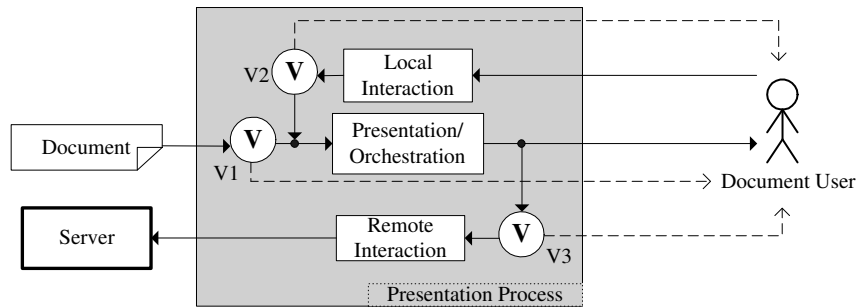 V
V2
Local
Interaction
Document
V
V1
Presentation/
Orchestration
Document User
Server
Remote
Interaction
V
V3
Presentation Process